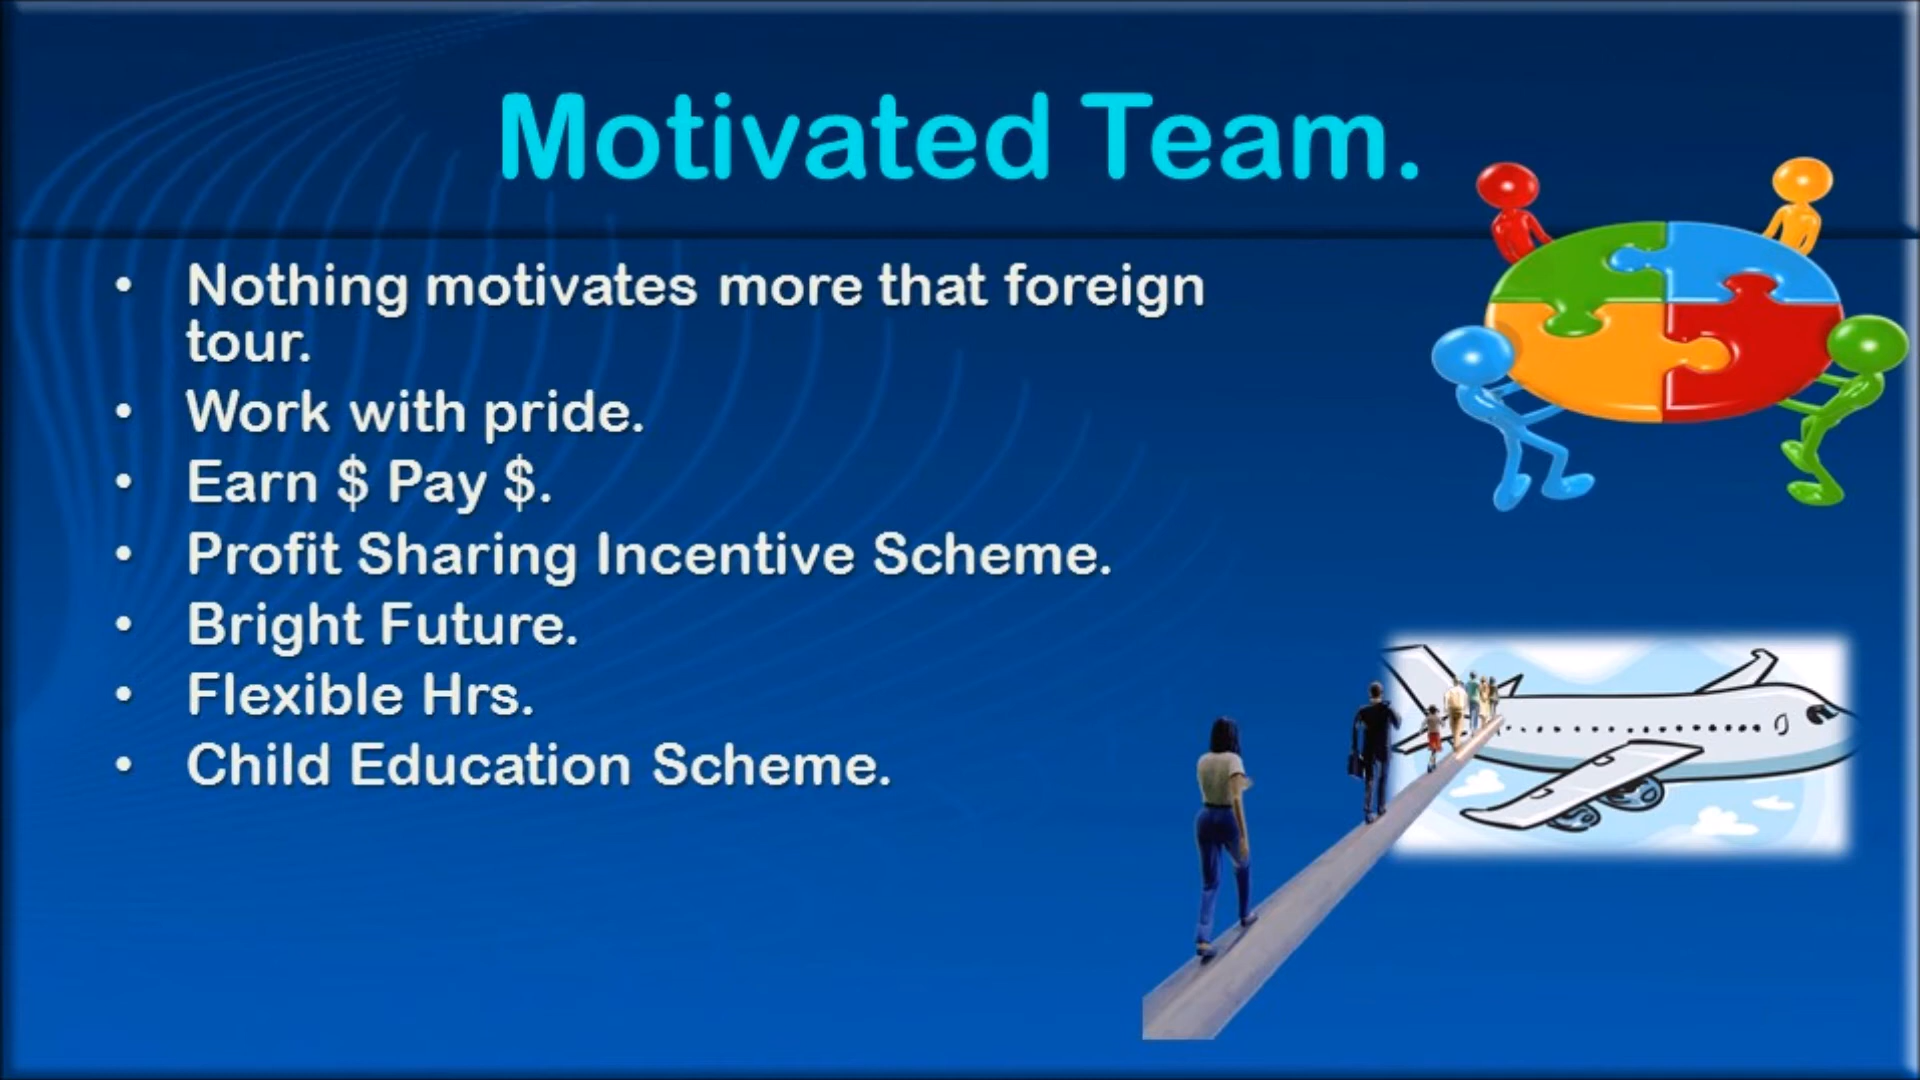 Motivated Team.
• Nothing motivates more that foreign
tour.
• Work with pride.
• Earn $ Pay $.
• Profit Sharing Incentive Scheme.
• Bright Future.
• Flexible Hrs.
• Child Education Scheme.